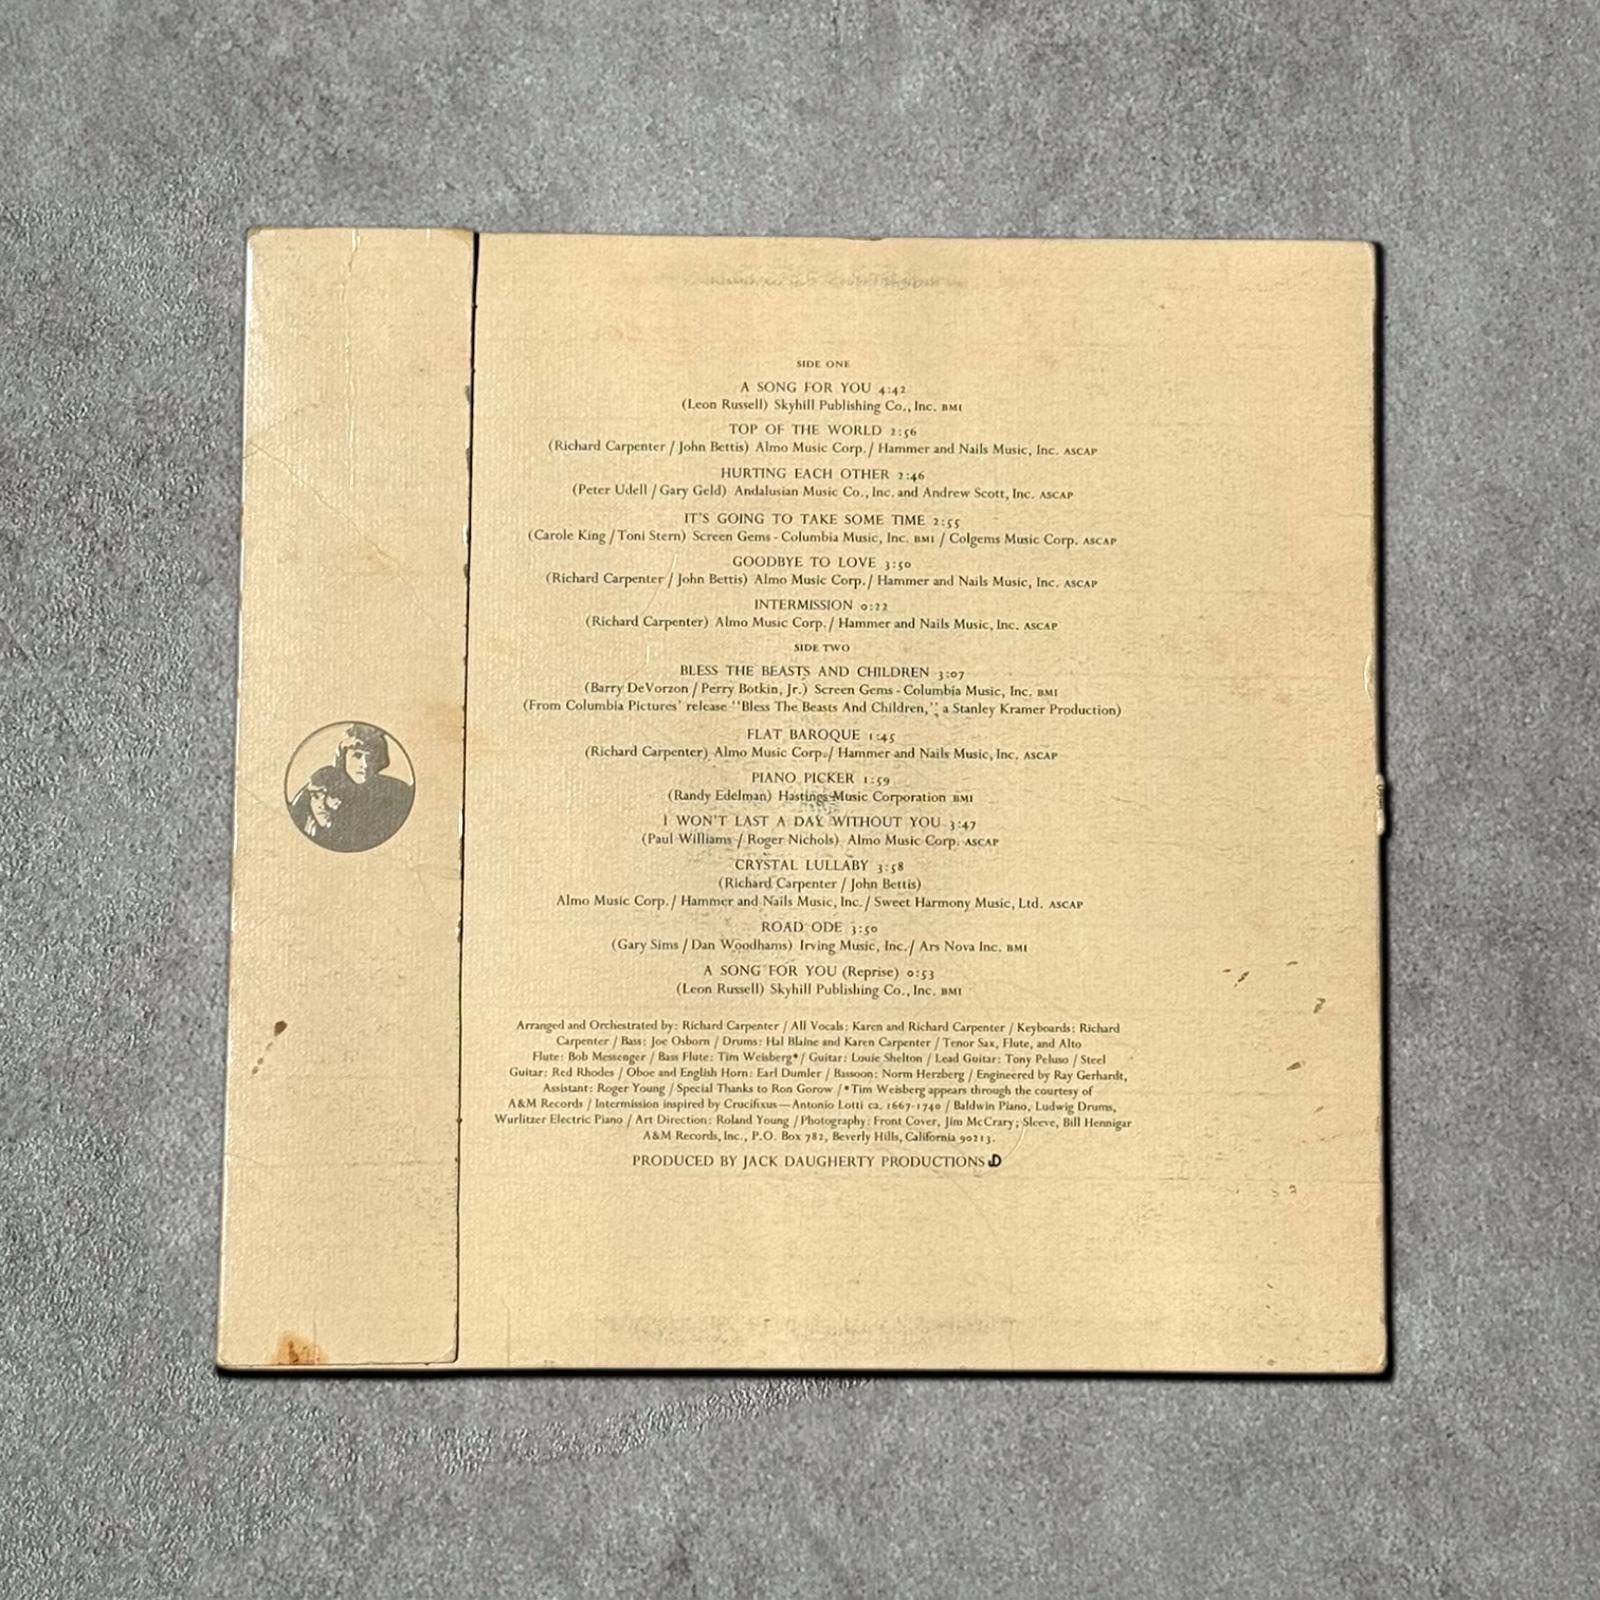 SIDE ONE
A SONG FOR YOU 4:42
(Leon Russell) Skyhill Publishing Co., Inc. BMI
TOP OF THE WORLD 2:56
(Richard Carpenter / John Bettis) Almo Music Corp. / Hammer and Nails Music, Inc. ASCAP
HURTING EACH OTHER 2:46
(Peter Udell / Gary Geld) Andalusian Music Co., Inc. and Andrew Scott, Inc. ASCAP
IT'S GOING TO TAKE SOME TIME 2:55
(Carole King / Toni Stern) Screen Gems - Columbia Music, Inc. BMI / Colgems Music Corp. ASCAP
GOODBYE TO LOVE 3:50
(Richard Carpenter / John Bettis) Almo Music Corp. / Hammer and Nails Music, Inc. ASCAP
INTERMISSION 0:22
(Richard Carpenter) Almo Music Corp. / Hammer and Nails Music, Inc. ASCAP
SIDE TWO
BLESS THE BEASTS AND CHILDREN 3:07
(Barry DeVorzon / Perry Botkin, Jr.) Screen Gems - Columbia Music, Inc. BMI
(From Columbia Pictures' release "Bless The Beasts And Children," a Stanley Kramer Production)
FLAT BAROQUE 1:45
(Richard Carpenter) Almo Music Corp. / Hammer and Nails Music, Inc. ASCAP
PIANO PICKER 1:59
(Randy Edelman) Hastings Music Corporation BMI
I WON'T LAST A DAY WITHOUT YOU 3:47
(Paul Williams / Roger Nichols) Almo Music Corp. ASCAP
CRYSTAL LULLABY 3:58
(Richard Carpenter / John Bettis)
Almo Music Corp. / Hammer and Nails Music, Inc. / Sweet Harmony Music, Ltd. ASCAP
ROAD ODE 3:50
(Gary Sims / Dan Woodhams) Irving Music, Inc. / Ars Nova Inc. BMI
A SONG FOR YOU (Reprise) 0:53
(Leon Russell) Skyhill Publishing Co., Inc. BMI
Arranged and Orchestrated by: Richard Carpenter / All Vocals: Karen and Richard Carpenter / Keyboards: Richard
Carpenter / Bass: Joe Osborn / Drums: Hal Blaine and Karen Carpenter / Tenor Sax, Flute, and Alto
Flute: Bob Messenger / Bass Flute: Tim Weisberg* / Guitar: Louie Shelton / Lead Guitar: Tony Peluso / Steel
Guitar: Red Rhodes / Oboe and English Horn: Earl Dumler / Bassoon: Norm Herzberg / Engineered by Ray Gerhardt,
Assistant: Roger Young / Special Thanks to Ron Gorow / *Tim Weisberg appears through the courtesy of
A&M Records / Intermission inspired by Crucifixus—Antonio Lotti ca. 1667-1740 / Baldwin Piano, Ludwig Drums,
Wurlitzer Electric Piano / Art Direction: Roland Young / Photography: Front Cover, Jim McCrary; Sleeve, Bill Hennigar
A&M Records, Inc., P.O. Box 782, Beverly Hills, California 90213.
PRODUCED BY JACK DAUGHERTY PRODUCTIONS